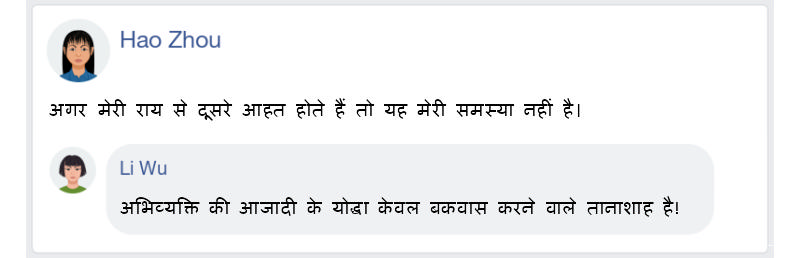 Hao Zhou
अगर मेरी राय से दूसरे आहत होते हैं तो यह मेरी समस्या नहीं है।
Li Wu
अभिव्यक्ति की आजादी के योद्धा केवल बकवास करने वाले तानाशाह है!